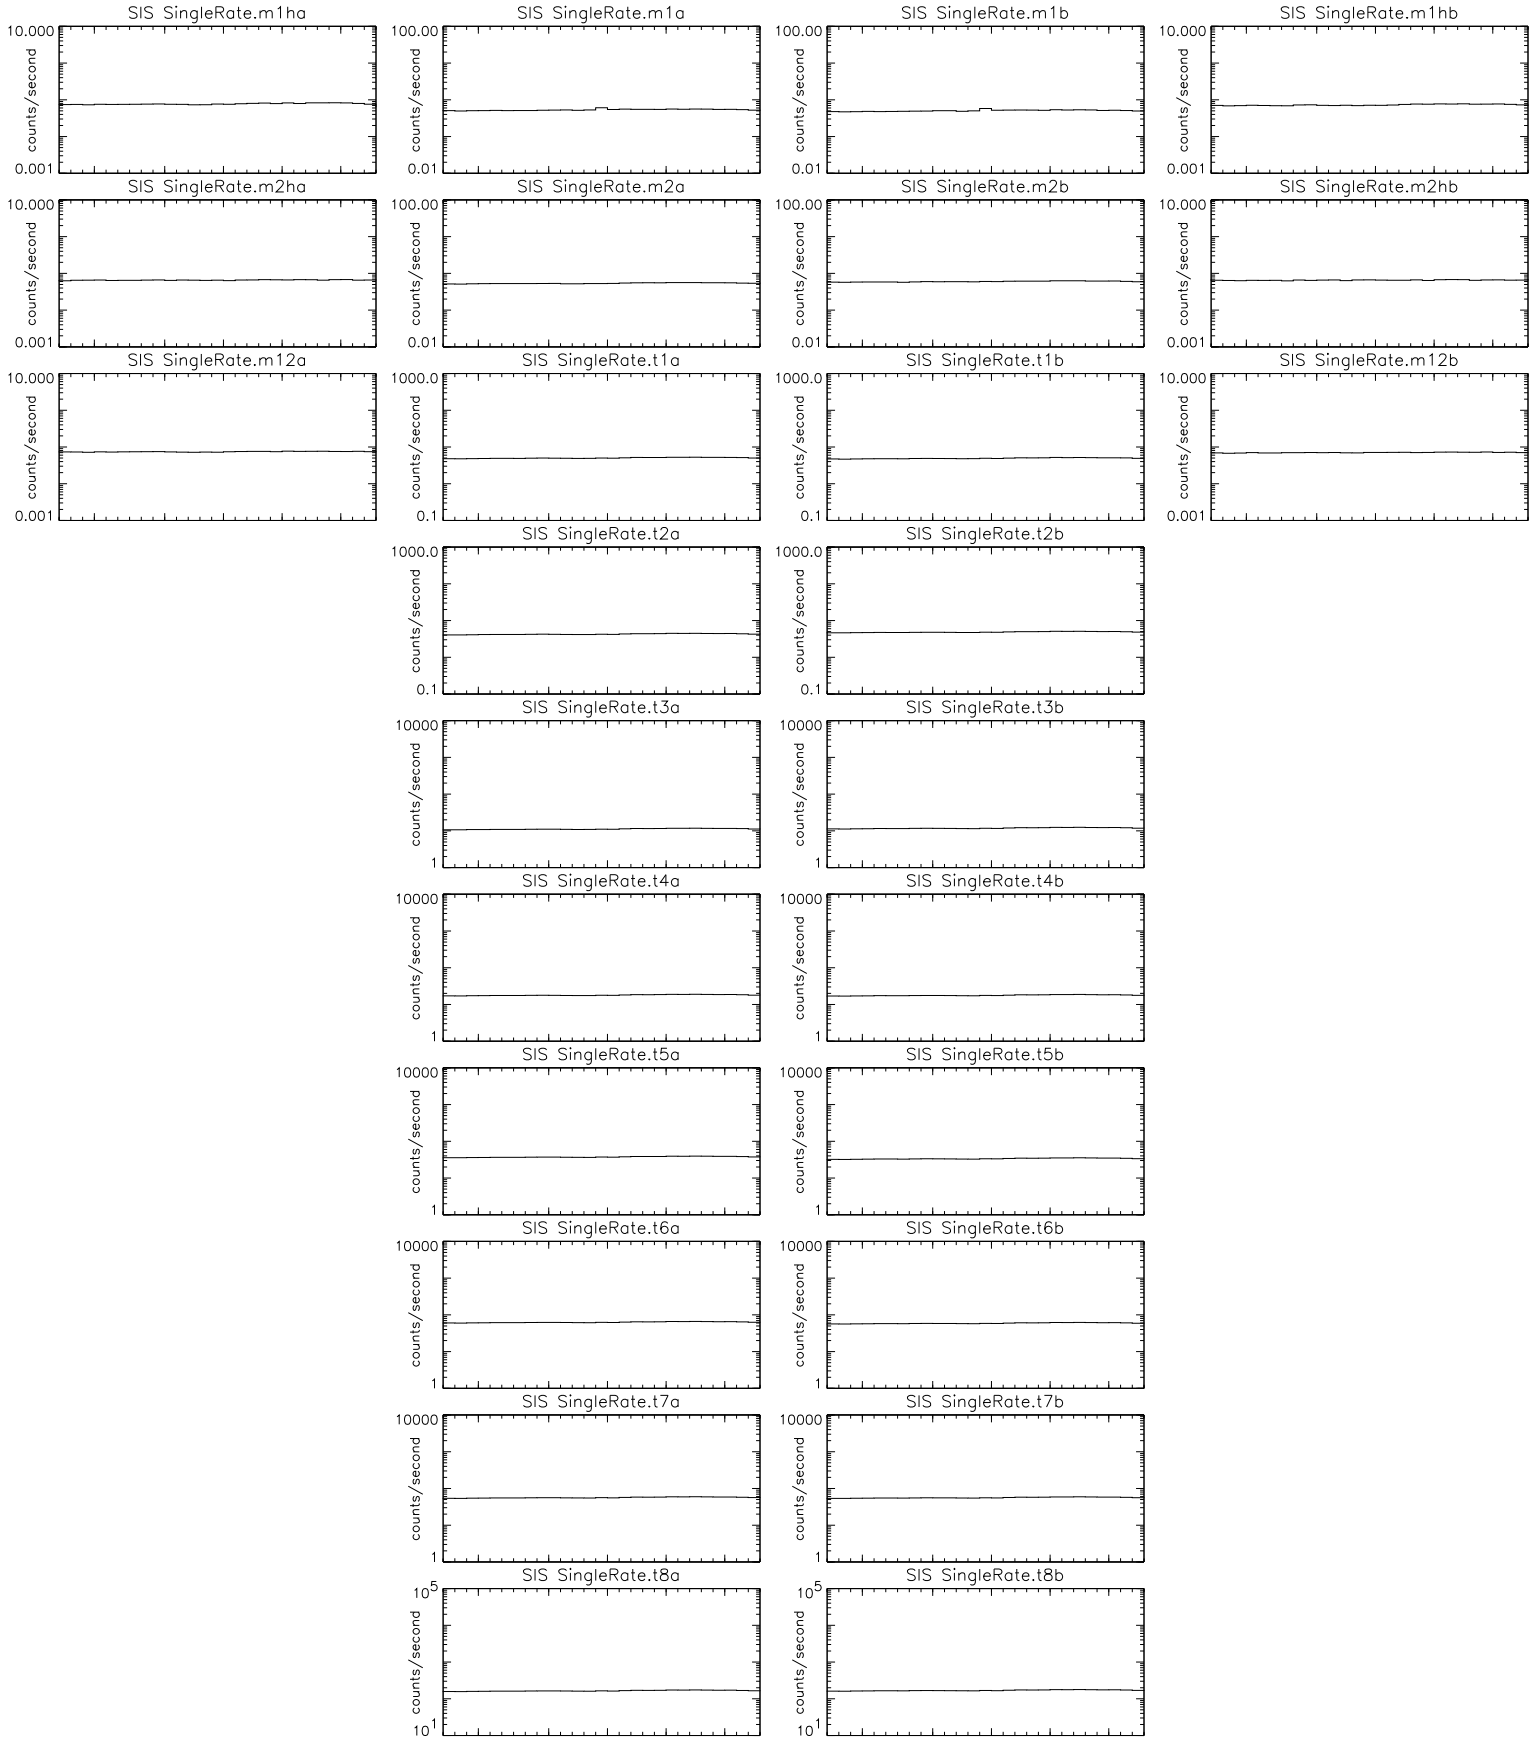 SIS SingleRate.m1ha
10.000
counts/second
0.001
SIS SingleRate.m1a
100.00
counts/second
0.01
SIS SingleRate.m1b
100.00
counts/second
0.01
SIS SingleRate.m1hb
10.000
counts/second
0.001
SIS SingleRate.m2ha
10.000
counts/second
0.001
SIS SingleRate.m2a
100.00
counts/second
0.01
SIS SingleRate.m2b
100.00
counts/second
0.01
SIS SingleRate.m2hb
10.000
counts/second
0.001
SIS SingleRate.m12a
10.000
counts/second
0.001
SIS SingleRate.t1a
1000.0
counts/second
0.1
SIS SingleRate.t1b
1000.0
counts/second
0.1
SIS SingleRate.m12b
10.000
counts/second
0.001
SIS SingleRate.t2a
1000.0
counts/second
0.1
SIS SingleRate.t2b
1000.0
counts/second
0.1
SIS SingleRate.t3a
10000
counts/second
1
SIS SingleRate.t3b
10000
counts/second
1
SIS SingleRate.t4a
10000
counts/second
1
SIS SingleRate.t4b
10000
counts/second
1
SIS SingleRate.t5a
10000
counts/second
1
SIS SingleRate.t5b
10000
counts/second
1
SIS SingleRate.t6a
10000
counts/second
1
SIS SingleRate.t6b
10000
counts/second
1
SIS SingleRate.t7a
10000
counts/second
1
SIS SingleRate.t7b
10000
counts/second
1
SIS SingleRate.t8a
10^5
counts/second
10^1
SIS SingleRate.t8b
10^5
counts/second
10^1